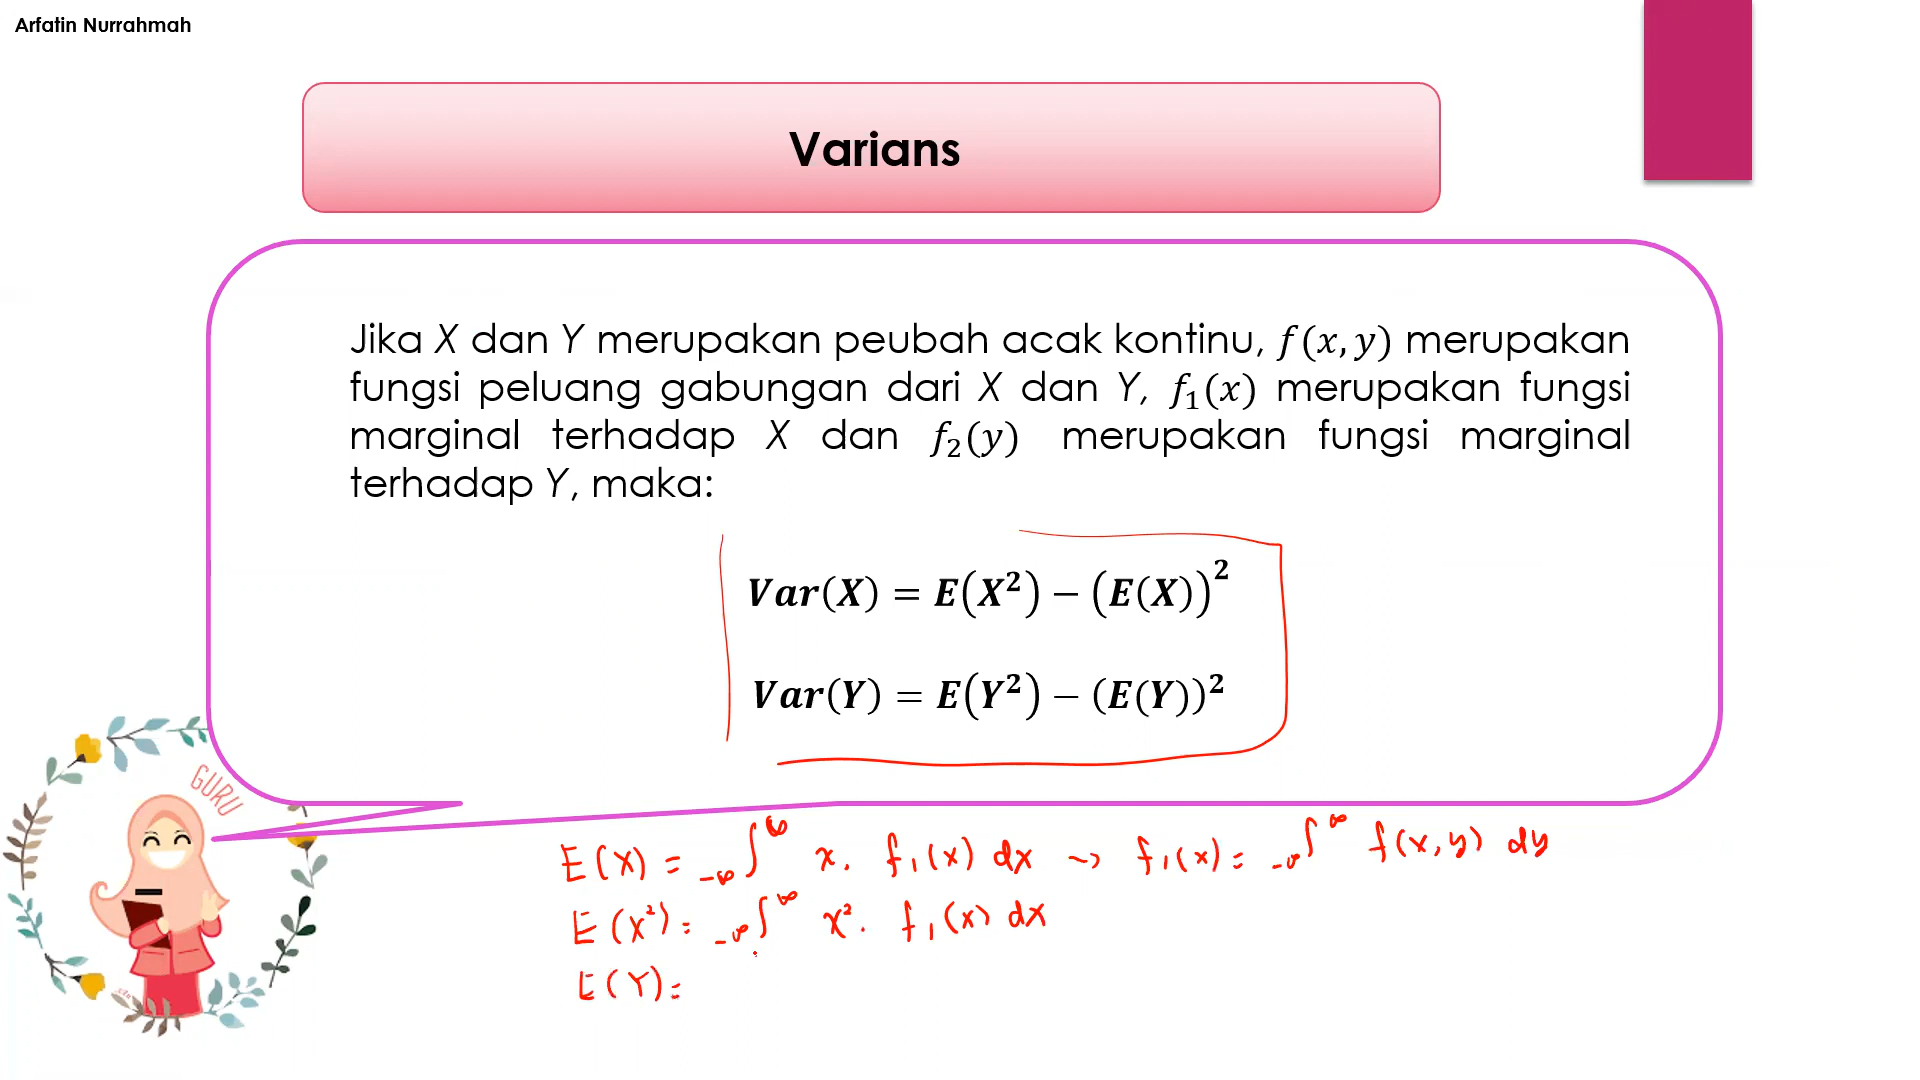 Arfatin Nurrahmah
Varians
Jika X dan Y merupakan peubah acak kontinu, f(x, y) merupakan
fungsi peluang gabungan dari X dan Y, f₁(x) merupakan fungsi
marginal terhadap X dan f₂(y) merupakan fungsi marginal
terhadap Y, maka:
Var(X) = E(X²) − (E(X))²
Var(Y) = E(Y²) − (E(Y))²
GURU
E(X) = -∞∫^∞ x. f₁(x) dx ~> f₁(x) = -∞∫^∞ f(x,y) dy
E(X²) = -∞∫^∞ x². f₁(x) dx
E(Y) =